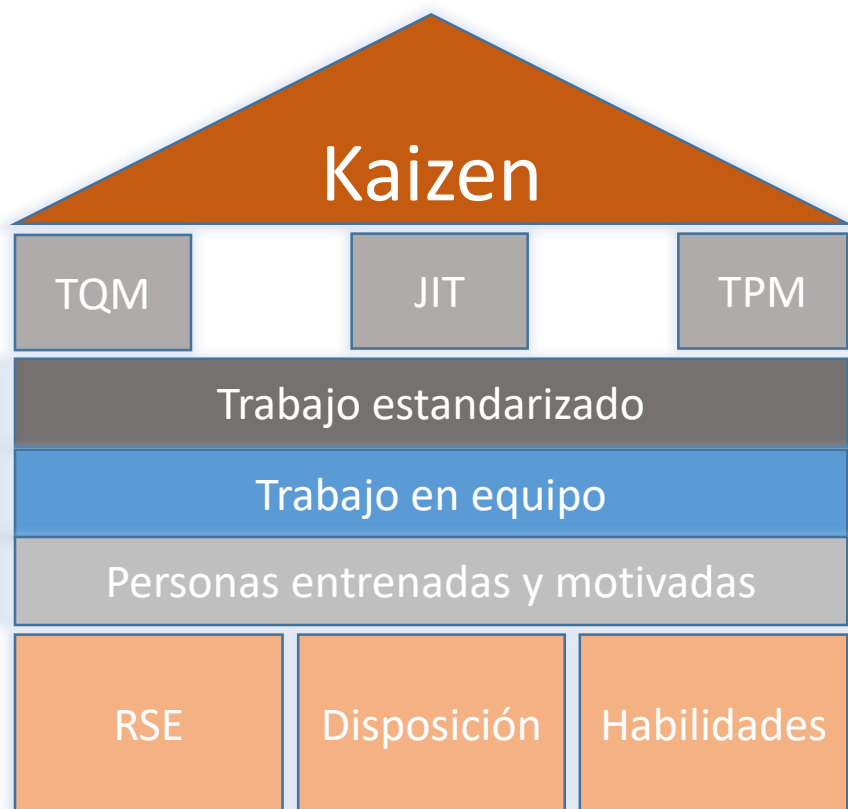 Kaizen
TQM
JIT
TPM
Trabajo estandarizado
Trabajo en equipo
Personas entrenadas y motivadas
RSE
Disposición
Habilidades